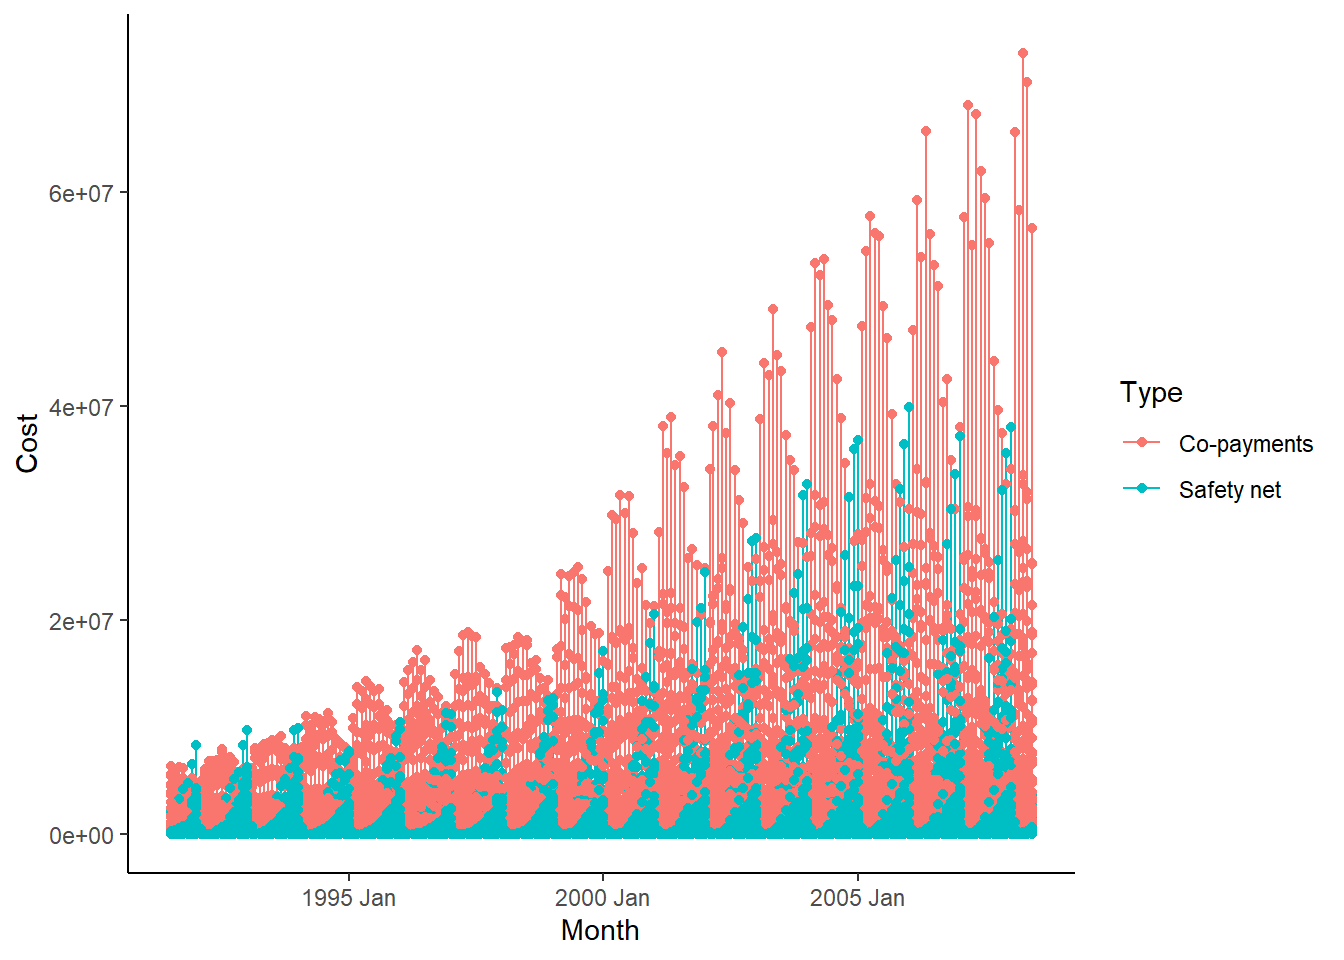 6e+07
4e+07
2e+07
0e+00
Cost
1995 Jan
2000 Jan
2005 Jan
Month
Type
Co-payments
Safety net